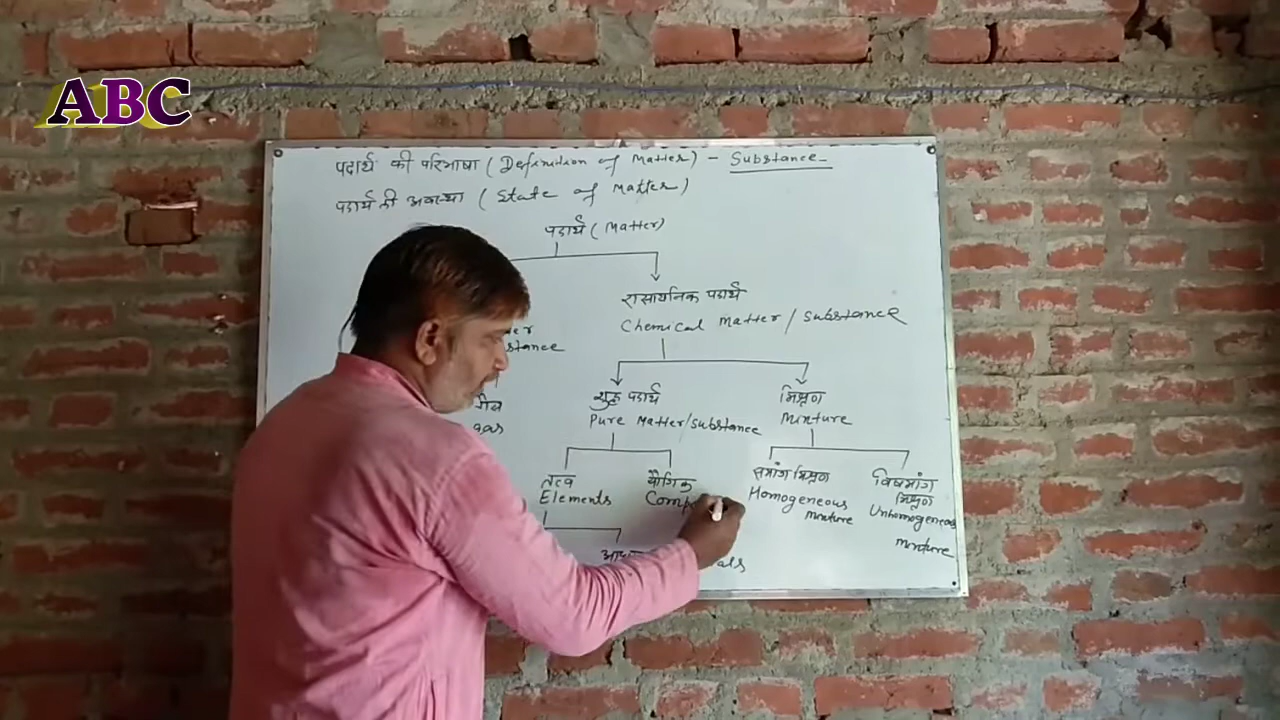 ABC
पदार्थ की परिभाषा (Definition of Matter) - Substance
पदार्थ की अवस्था (State of Matter)
पदार्थ (Matter)
रासायनिक पदार्थ
Chemical Matter/Substance
शुद्ध पदार्थ
Pure Matter/Substance
मिश्रण
Mixture
गैस
gas
तत्व
Elements
यौगिक
समांग मिश्रण
Homogeneous
mixture
विषमांग
मिश्रण
Unhomogeneous
mixture